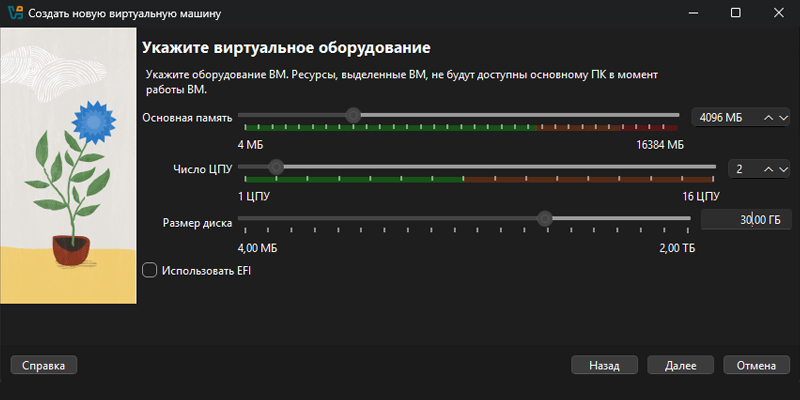 Создать новую виртуальную машину
Укажите виртуальное оборудование
Укажите оборудование ВМ. Ресурсы, выделенные ВМ, не будут доступны основному ПК в момент
работы ВМ.
Основная память
4096 МБ
4 МБ
16384 МБ
Число ЦПУ
2
1 ЦПУ
16 ЦПУ
Размер диска
30,00 ГБ
4,00 МБ
2,00 ТБ
Использовать EFI
Справка
Назад
Далее
Отмена